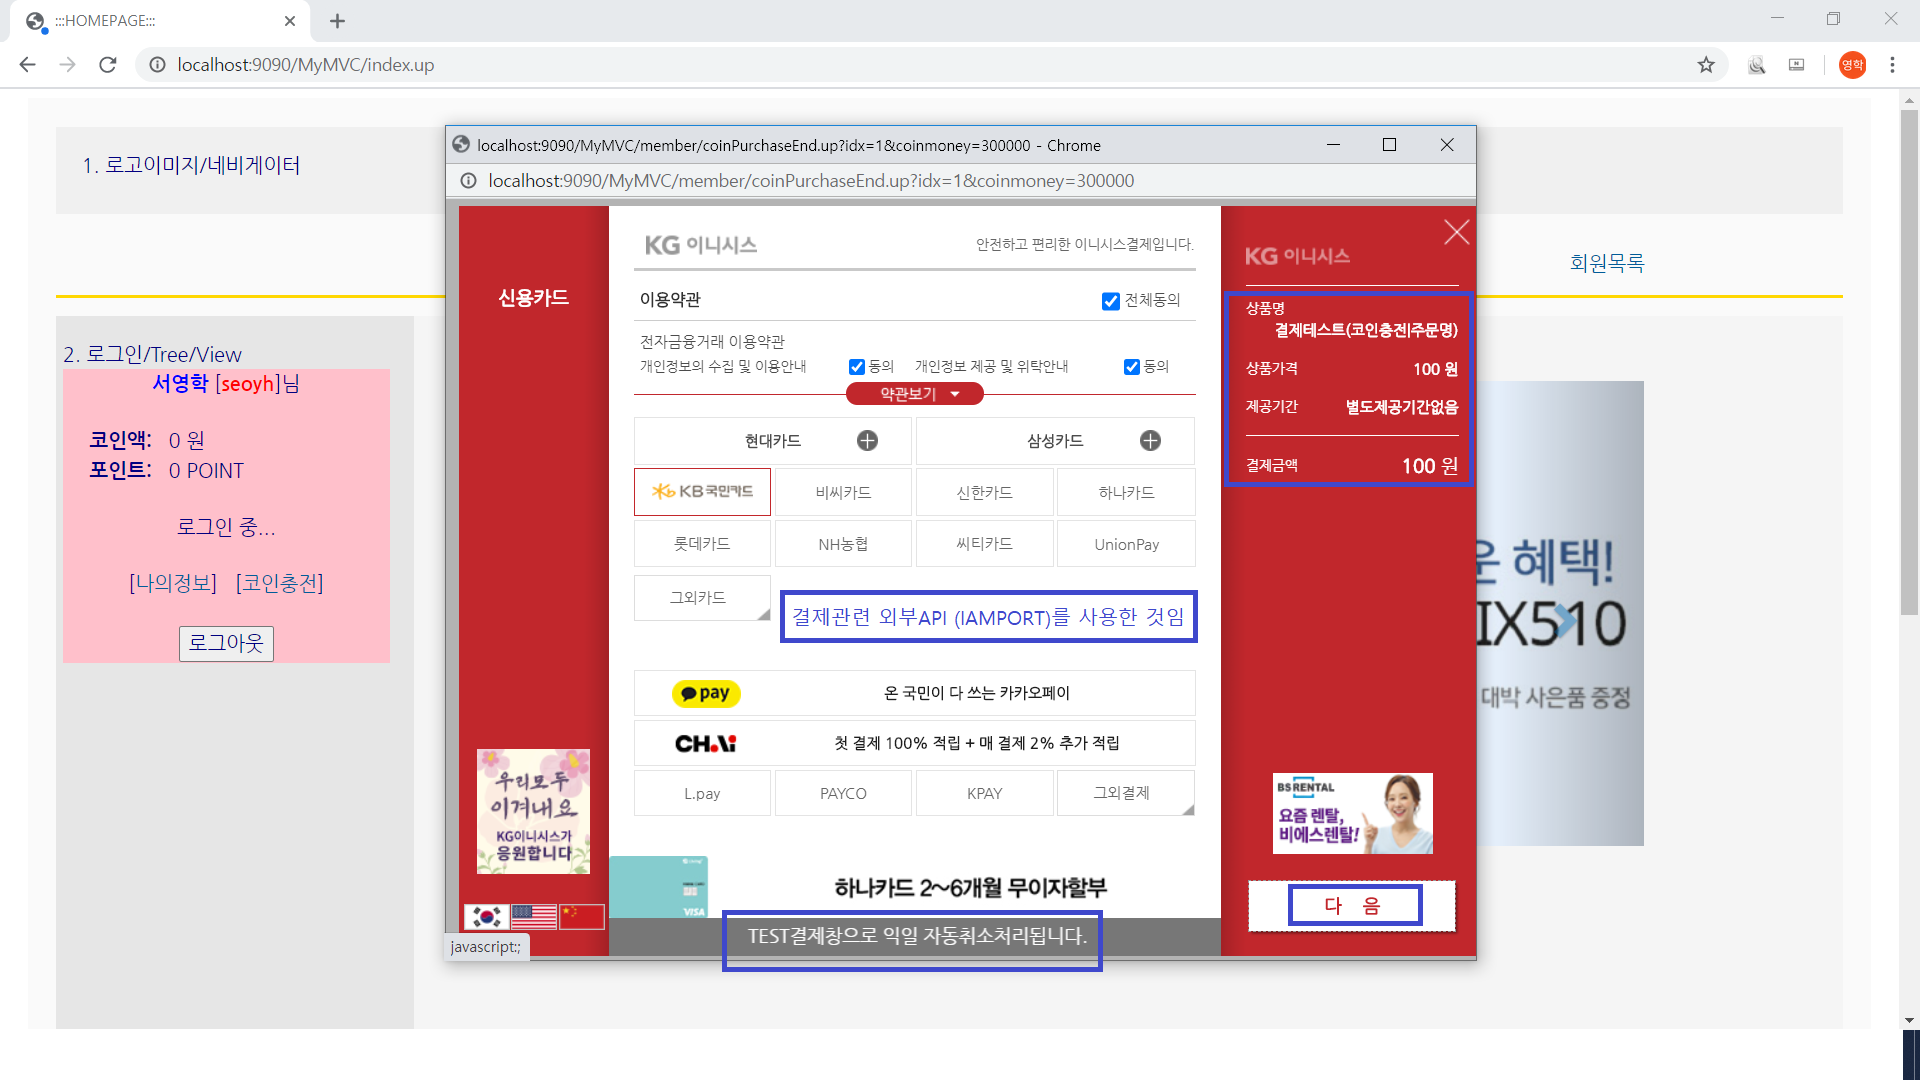 :::HOMEPAGE:::
localhost:9090/MyMVC/index.up
영학
1. 로고이미지/네비게이터
회원목록
2. 로그인/Tree/View
서영학 [seoyh]님
코인액: 0 원
포인트: 0 POINT
로그인 중...
[나의정보] [코인충전]
로그아웃
localhost:9090/MyMVC/member/coinPurchaseEnd.up?idx=1&coinmoney=300000 - Chrome
localhost:9090/MyMVC/member/coinPurchaseEnd.up?idx=1&coinmoney=300000
신용카드
우리모두
이겨내요
KG이니시스가
응원합니다
javascript:;
KG 이니시스
안전하고 편리한 이니시스결제입니다.
이용약관
전체동의
전자금융거래 이용약관
개인정보의 수집 및 이용안내 동의 개인정보 제공 및 위탁안내 동의
약관보기
현대카드 삼성카드
KB국민카드 비씨카드 신한카드 하나카드
롯데카드 NH농협 씨티카드 UnionPay
그외카드
결제관련 외부API (IAMPORT)를 사용한 것임
pay 온 국민이 다 쓰는 카카오페이
CHAi 첫 결제 100% 적립 + 매 결제 2% 추가 적립
L.pay PAYCO KPAY 그외결제
VISA
하나카드 2~6개월 무이자할부
TEST결제창으로 익일 자동취소처리됩니다.
KG 이니시스
상품명
결제테스트(코인충전|주문명)
상품가격 100 원
제공기간 별도제공기간없음
결제금액 100 원
BS RENTAL
요즘 렌탈,
비에스렌탈!
다 음
운 혜택!
IX510
대박 사은품 증정